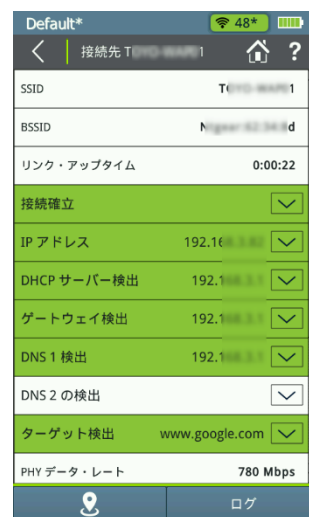 Default*
48*
接続先 T 1
?
SSID T 1
BSSID N d
リンク・アップタイム 0:00:22
接続確立
IP アドレス 192.16
DHCP サーバー検出 192.1
ゲートウェイ検出 192.1
DNS 1 検出 192.1
DNS 2 の検出
ターゲット検出 www.google.com
PHY データ・レート 780 Mbps
ログ